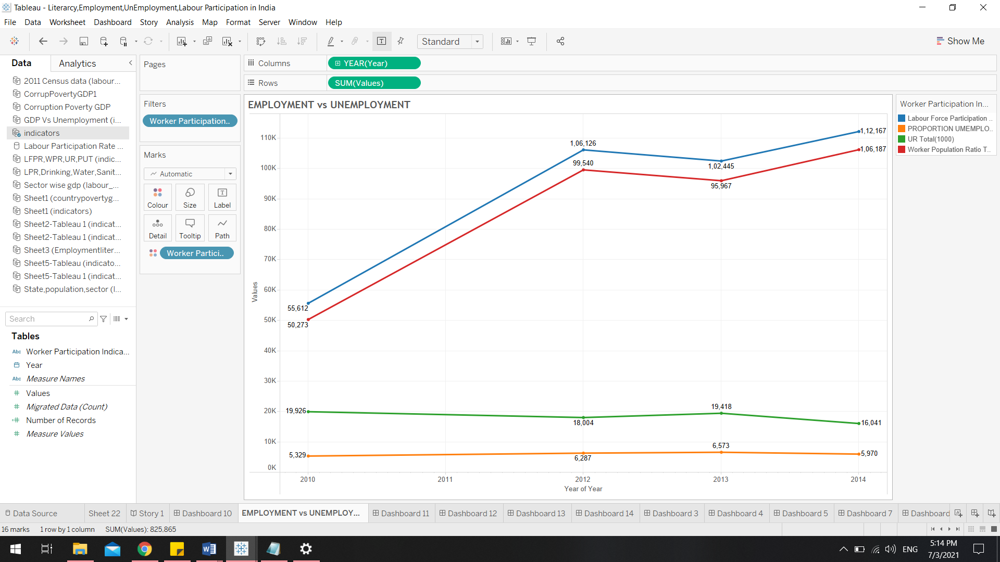 Tableau - Literarcy,Employment,UnEmployment,Labour Participation in India
File Data Worksheet Dashboard Story Analysis Map Format Server Window Help
Standard
Show Me
Data Analytics
2011 Census data (labour...
CorrupPovertyGDP1
Corruption Poverty GDP
GDP Vs Unemployment (i...
indicators
Labour Participation Rate ...
LFPR,WPR,UR,PUT (indic...
LPR,Drinking,Water,Sanit...
Sector wise gdp (labour_...
Sheet1 (countrypovertyg...
Sheet1 (indicators)
Sheet2-Tableau 1 (indicat...
Sheet2-Tableau 1 (indicat...
Sheet3 (Employmentliter...
Sheet5-Tableau (indicato...
Sheet5-Tableau 1 (indicat...
State,population,sector (l...
Search
Tables
Abc Worker Participation Indica...
Year
Abc Measure Names
Values
Migrated Data (Count)
Number of Records
Measure Values
Pages
Filters
Worker Participation..
Marks
Automatic
Colour Size Label
Detail Tooltip Path
Worker Partici..
Columns YEAR(Year)
Rows SUM(Values)
EMPLOYMENT vs UNEMPLOYMENT
Values
110K
100K
90K
80K
70K
60K
50K
40K
30K
20K
10K
0K
1,12,167
1,06,126
1,06,187
99,540
1,02,445
95,967
55,612
50,273
19,926
18,004
19,418
16,041
5,329
6,287
6,573
5,970
2010 2011 2012 2013 2014
Year of Year
Worker Participation In...
Labour Force Participation ..
PROPORTION UMEMPLO..
UR Total(1000)
Worker Population Ratio T..
Data Source Sheet 22 Story 1 Dashboard 10 EMPLOYMENT vs UNEMPLOY... Dashboard 11 Dashboard 12 Dashboard 13 Dashboard 14 Dashboard 3 Dashboard 4 Dashboard 5 Dashboard 7 Dashboard
16 marks 1 row by 1 column SUM(Values): 825,865
ENG
5:14 PM
7/3/2021